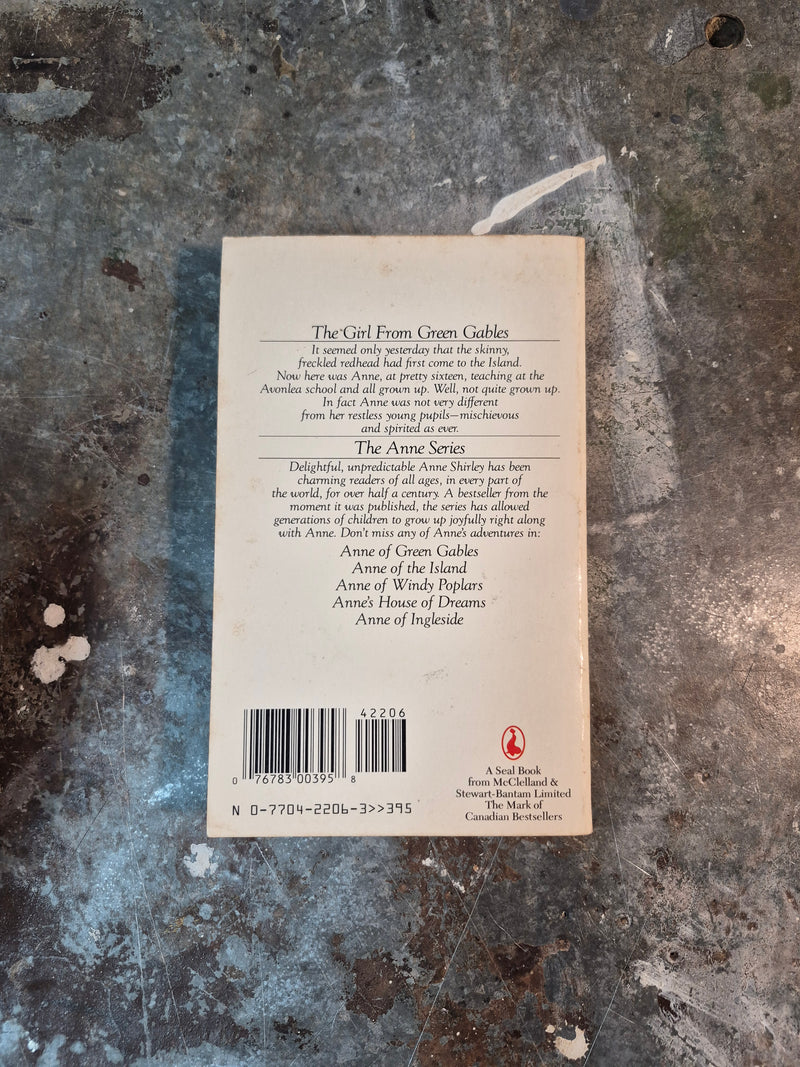 The Girl From Green Gables
It seemed only yesterday that the skinny,
freckled redhead had first come to the Island.
Now here was Anne, at pretty sixteen, teaching at the
Avonlea school and all grown up. Well, not quite grown up.
In fact Anne was not very different
from her restless young pupils—mischievous
and spirited as ever.
The Anne Series
Delightful, unpredictable Anne Shirley has been
charming readers of all ages, in every part of
the world, for over half a century. A bestseller from the
moment it was published, the series has allowed
generations of children to grow up joyfully right along
with Anne. Don't miss any of Anne's adventures in:
Anne of Green Gables
Anne of the Island
Anne of Windy Poplars
Anne's House of Dreams
Anne of Ingleside
42206
0 76783 00395 8
N 0-7704-2206-3>>395
A Seal Book
from McClelland &
Stewart-Bantam Limited
The Mark of
Canadian Bestsellers